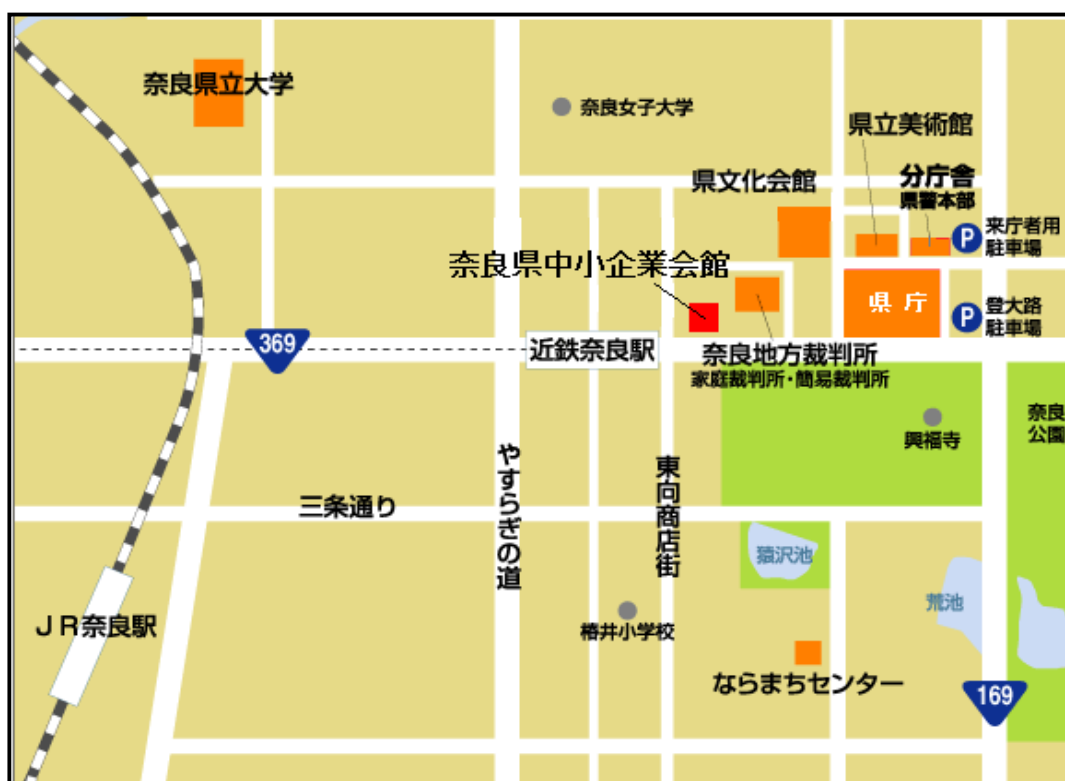 奈良県立大学
奈良女子大学
県立美術館
県文化会館
分庁舎
県警本部
来庁者用
駐車場
P
奈良県中小企業会館
県庁
登大路
駐車場
P
369
近鉄奈良駅
奈良地方裁判所
家庭裁判所・簡易裁判所
奈良
公園
興福寺
やすらぎの道
東向商店街
三条通り
猿沢池
荒池
JR奈良駅
椿井小学校
ならまちセンター
169